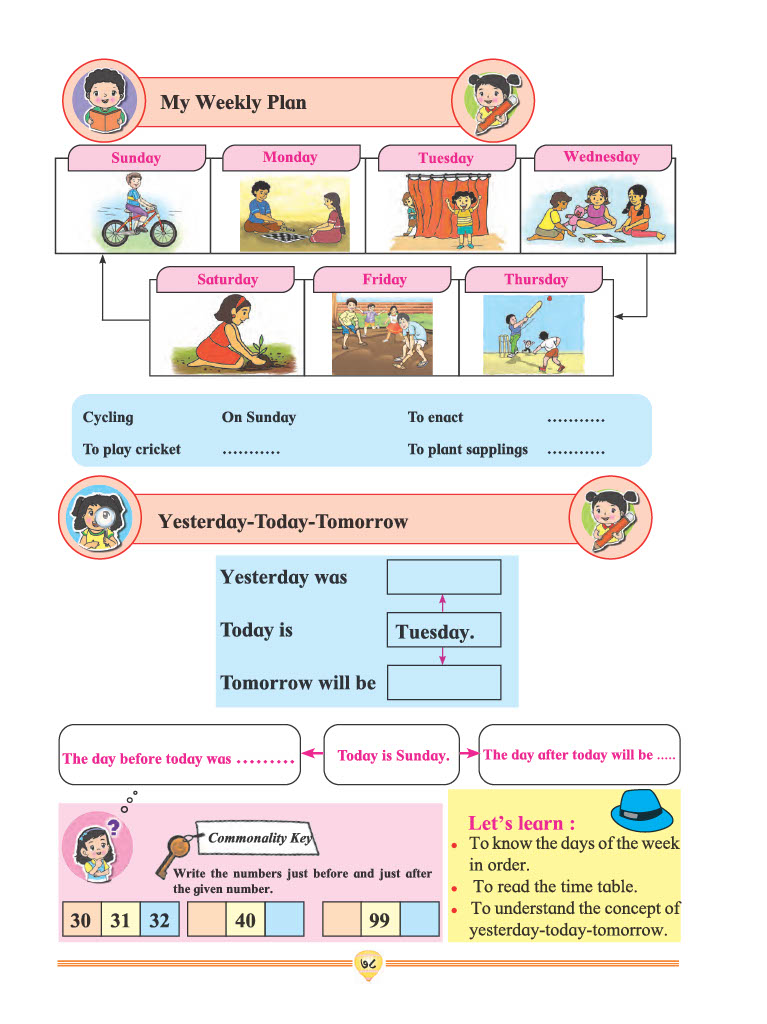 My Weekly Plan
Sunday
Monday
Tuesday
Wednesday
Saturday
Friday
Thursday
Cycling On Sunday To enact ...........
To play cricket ........... To plant sapplings ...........
Yesterday-Today-Tomorrow
Yesterday was
Today is Tuesday.
Tomorrow will be
The day before today was .........
Today is Sunday.
The day after today will be .....
?
Commonality Key
Write the numbers just before and just after
the given number.
30 31 32 40 99
Let's learn :
• To know the days of the week
in order.
• To read the time table.
• To understand the concept of
yesterday-today-tomorrow.
७८